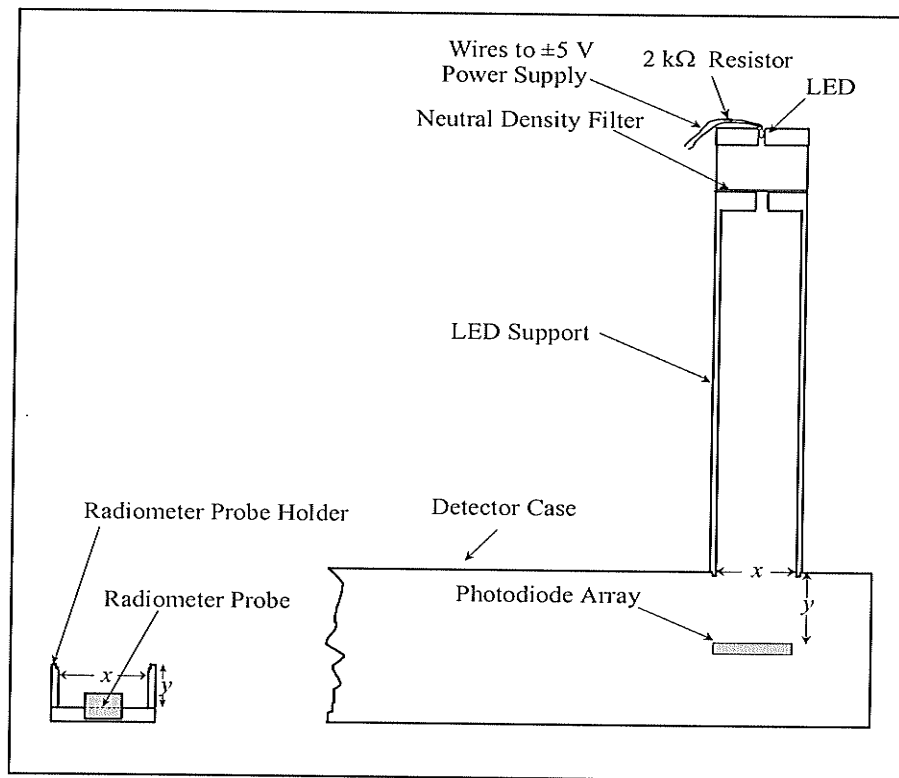 Wires to ±5 V
Power Supply
2 kΩ Resistor
LED
Neutral Density Filter
LED Support
Radiometer Probe Holder
Detector Case
x
y
Photodiode Array
Radiometer Probe
x
y